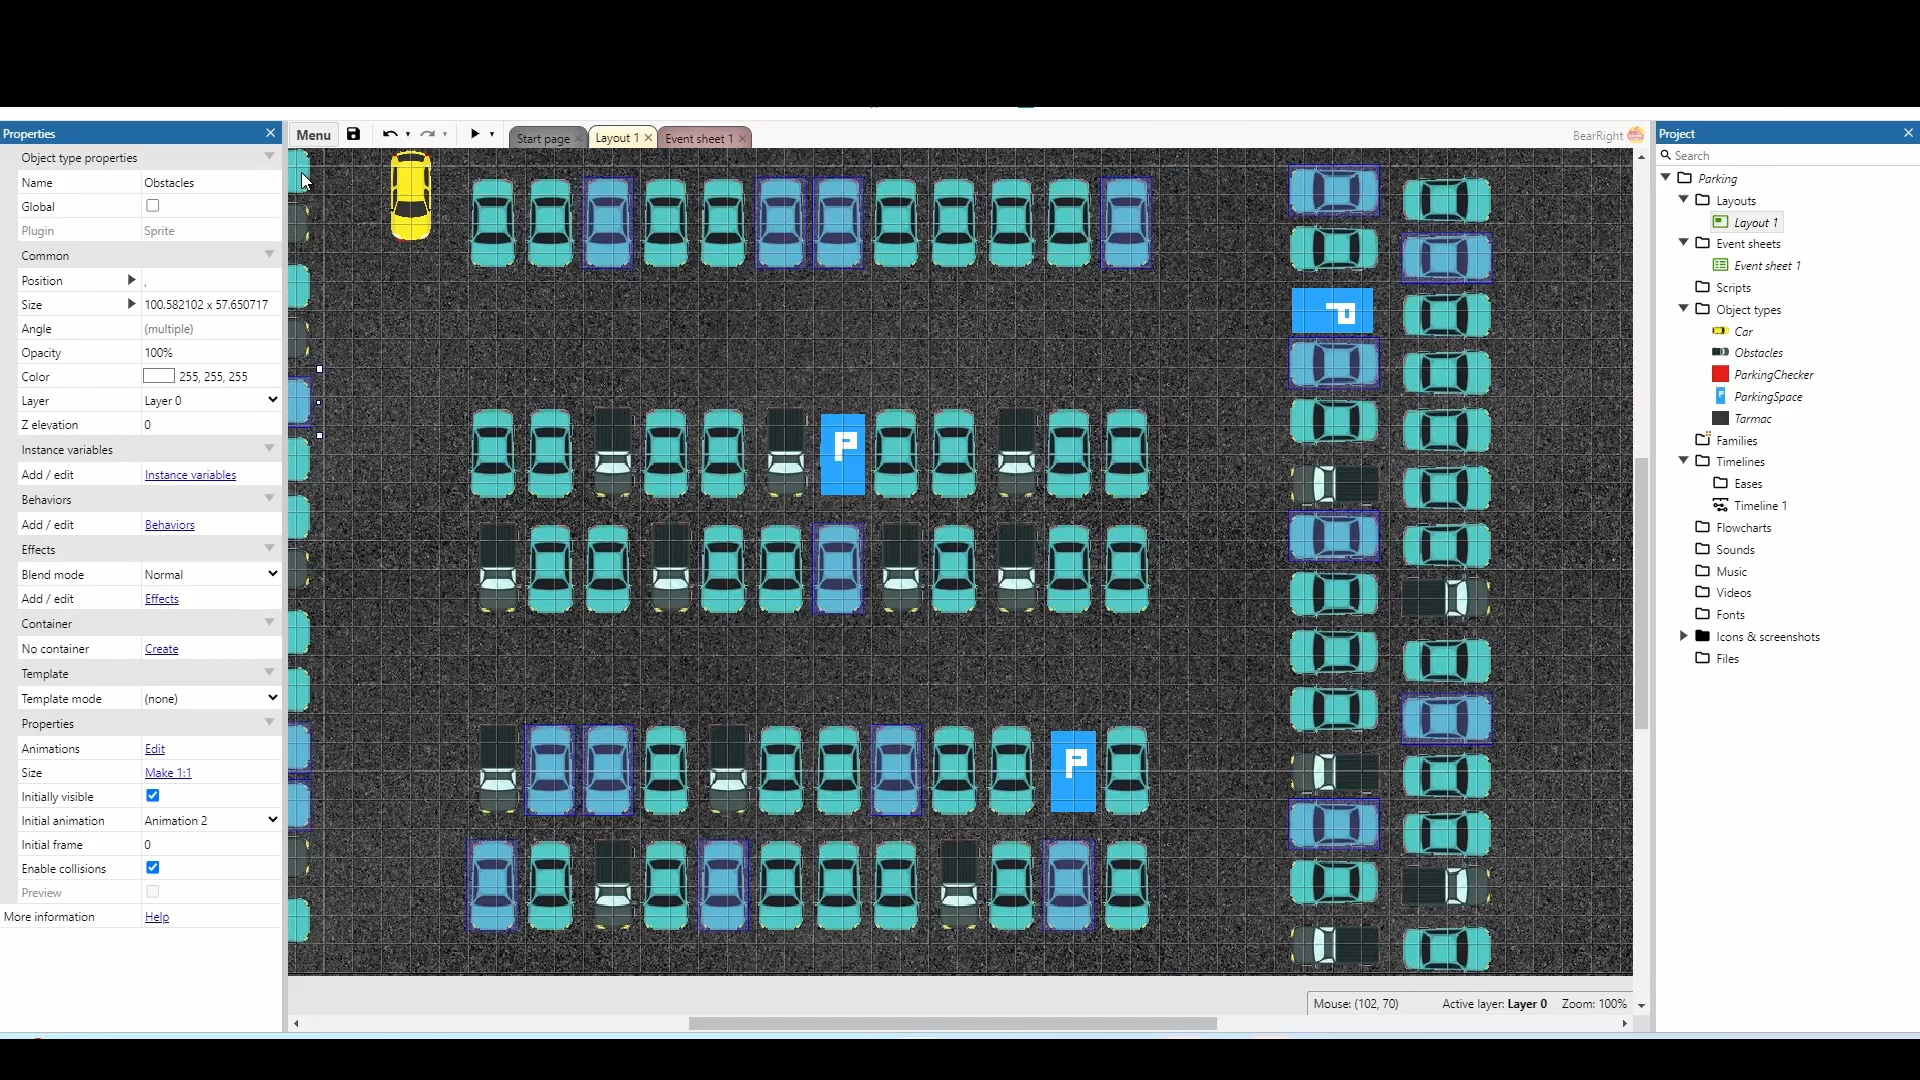 Properties
Object type properties
Name Obstacles
Global
Plugin Sprite
Common
Position ,
Size 100.582102 x 57.650717
Angle (multiple)
Opacity 100%
Color 255, 255, 255
Layer Layer 0
Z elevation 0
Instance variables
Add / edit Instance variables
Behaviors
Add / edit Behaviors
Effects
Blend mode Normal
Add / edit Effects
Container
No container Create
Template
Template mode (none)
Properties
Animations Edit
Size Make 1:1
Initially visible
Initial animation Animation 2
Initial frame 0
Enable collisions
Preview
More information Help
Menu
Start page
Layout 1
Event sheet 1
BearRight
P
P
P
Mouse: (102, 70) Active layer: Layer 0 Zoom: 100%
Project
Search
Parking
Layouts
Layout 1
Event sheets
Event sheet 1
Scripts
Object types
Car
Obstacles
ParkingChecker
ParkingSpace
Tarmac
Families
Timelines
Eases
Timeline 1
Flowcharts
Sounds
Music
Videos
Fonts
Icons & screenshots
Files